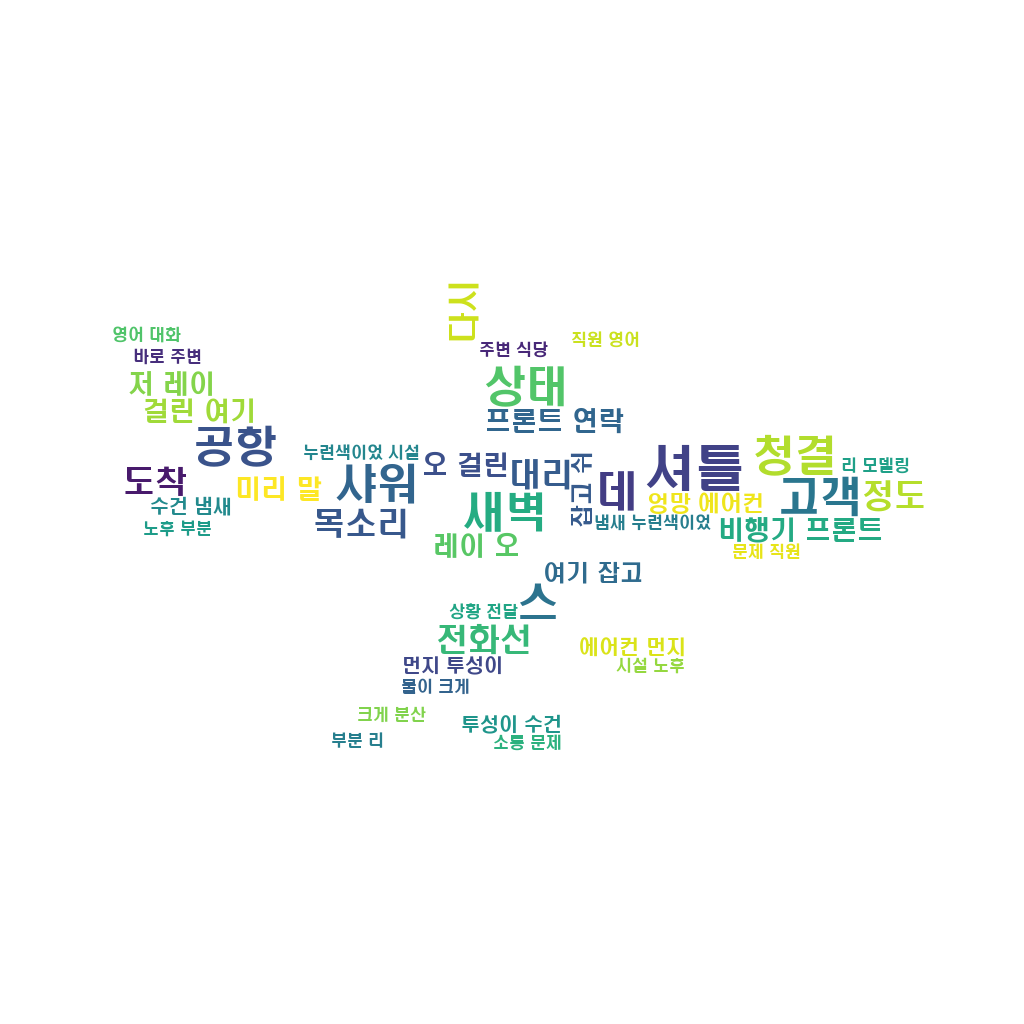 다시
영어 대화
직원 영어
주변 식당
바로 주변
저 레이
상태
걸린 여기
프론트 연락
공항
누런색이었 시설
셔틀
청결
오 걸린
대리
리 모델링
도착
미리 말
샤워
잡고 수
데
고객
정도
수건 냄새
목소리
새벽
엉망 에어컨
노후 부분
냄새 누런색이었
비행기 프론트
레이 오
문제 직원
여기 잡고
스
상황 전달
전화선
에어컨 먼지
먼지 투성이
시설 노후
물이 크게
크게 분산
투성이 수건
부분 리
소통 문제